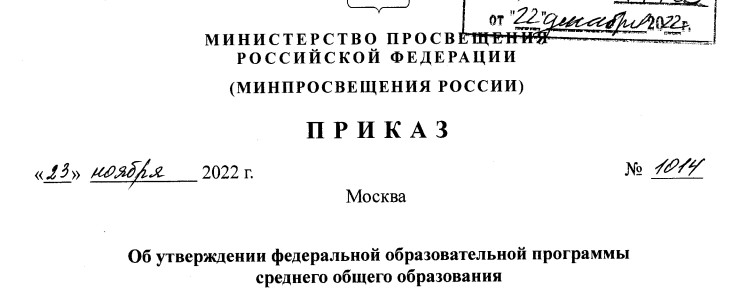 от "22" декабря 2022г.
МИНИСТЕРСТВО ПРОСВЕЩЕНИЯ
РОССИЙСКОЙ ФЕДЕРАЦИИ
(МИНПРОСВЕЩЕНИЯ РОССИИ)
ПРИКАЗ
«23» ноября 2022 г. № 1014
Москва
Об утверждении федеральной образовательной программы
среднего общего образования